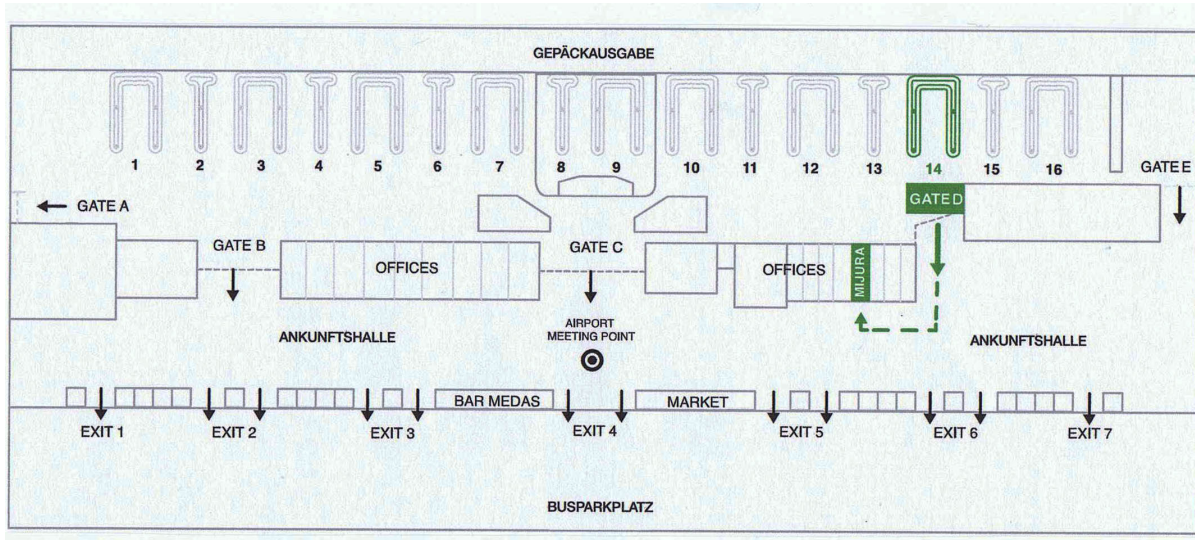 GEPÄCKAUSGABE
1 2 3 4 5 6 7 8 9 10 11 12 13 14 15 16
GATE E
GATE A
GATE D
GATE B
GATE C
OFFICES
OFFICES
MIJURA
AIRPORT
MEETING POINT
ANKUNFTSHALLE
ANKUNFTSHALLE
BAR MEDAS
MARKET
EXIT 1 EXIT 2 EXIT 3 EXIT 4 EXIT 5 EXIT 6 EXIT 7
BUSPARKPLATZ